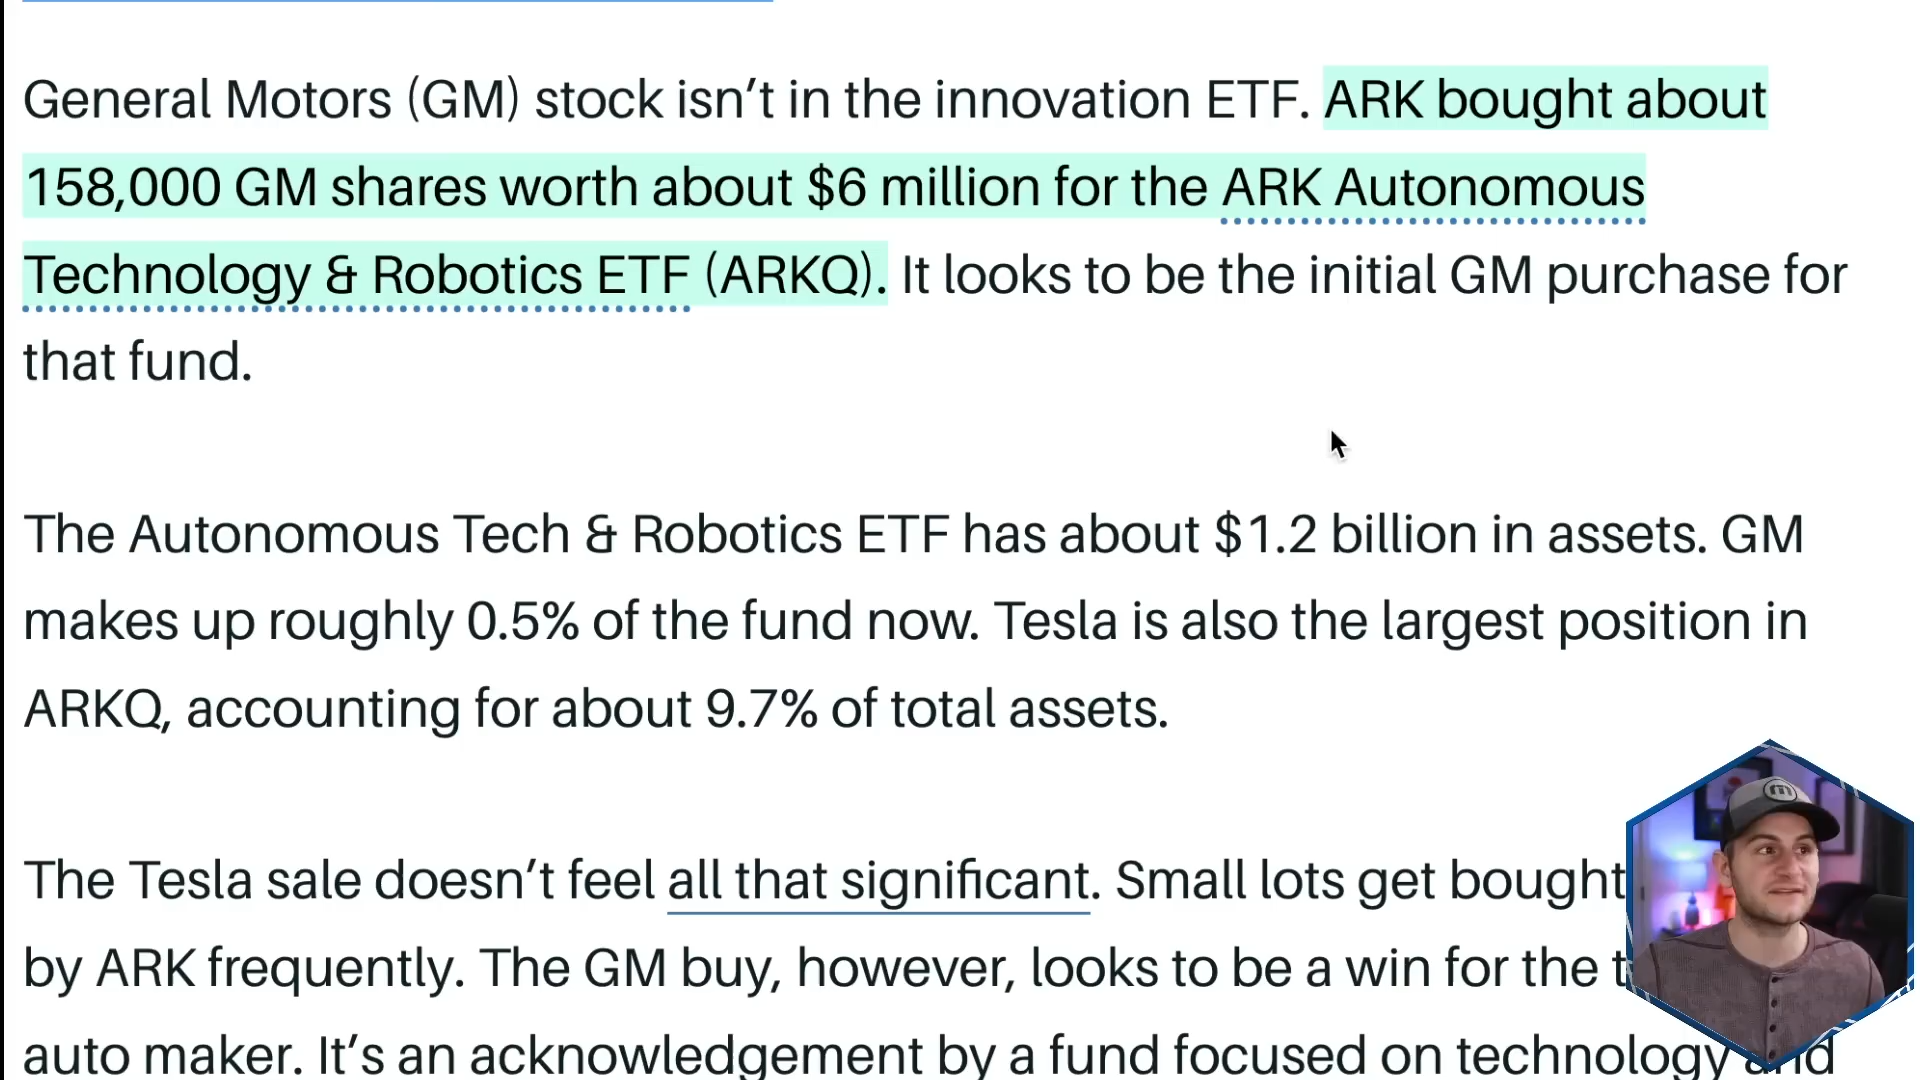 General Motors (GM) stock isn’t in the innovation ETF. ARK bought about
158,000 GM shares worth about $6 million for the ARK Autonomous
Technology & Robotics ETF (ARKQ). It looks to be the initial GM purchase for
that fund.
The Autonomous Tech & Robotics ETF has about $1.2 billion in assets. GM
makes up roughly 0.5% of the fund now. Tesla is also the largest position in
ARKQ, accounting for about 9.7% of total assets.
The Tesla sale doesn’t feel all that significant. Small lots get bought
by ARK frequently. The GM buy, however, looks to be a win for the
auto maker. It’s an acknowledgement by a fund focused on technology and